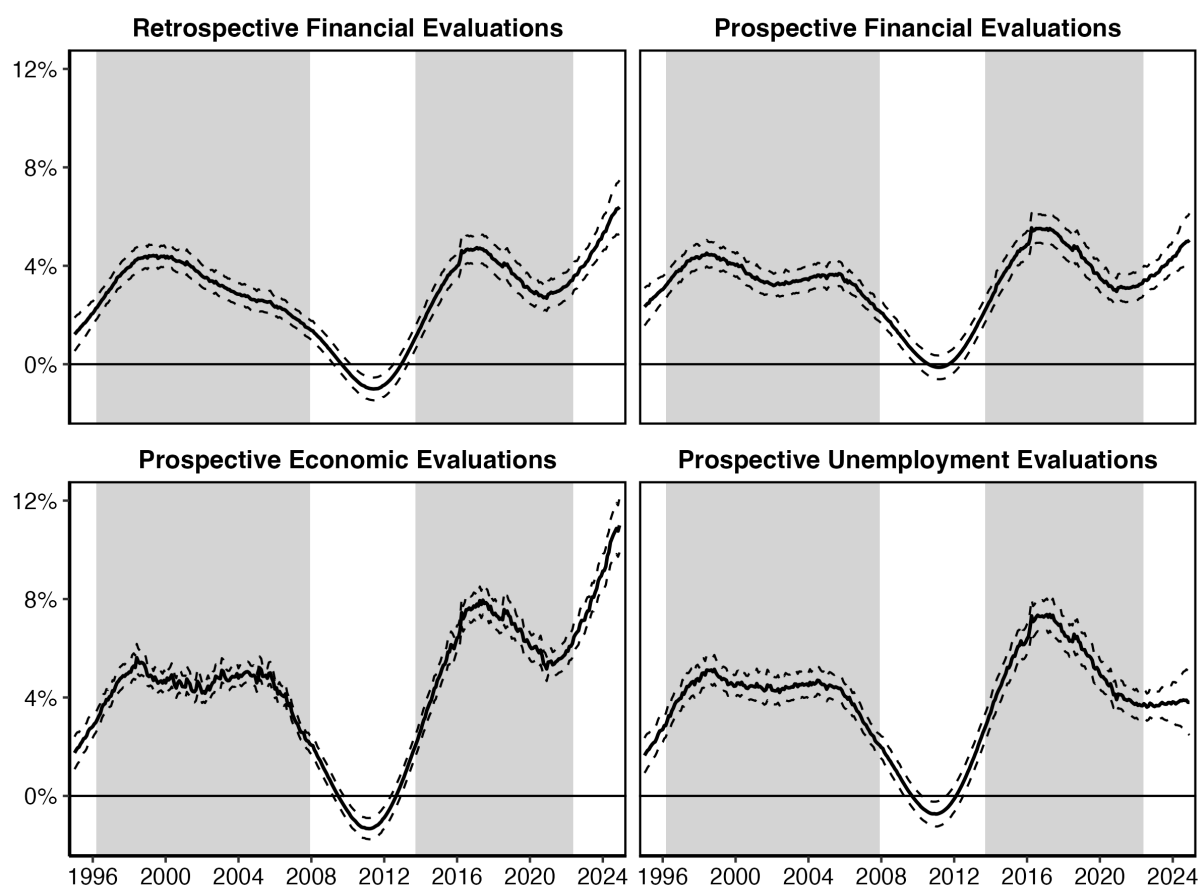 Retrospective Financial Evaluations
Prospective Financial Evaluations
12%
8%
4%
0%
Prospective Economic Evaluations
Prospective Unemployment Evaluations
12%
8%
4%
0%
1996 2000 2004 2008 2012 2016 2020 2024
1996 2000 2004 2008 2012 2016 2020 2024